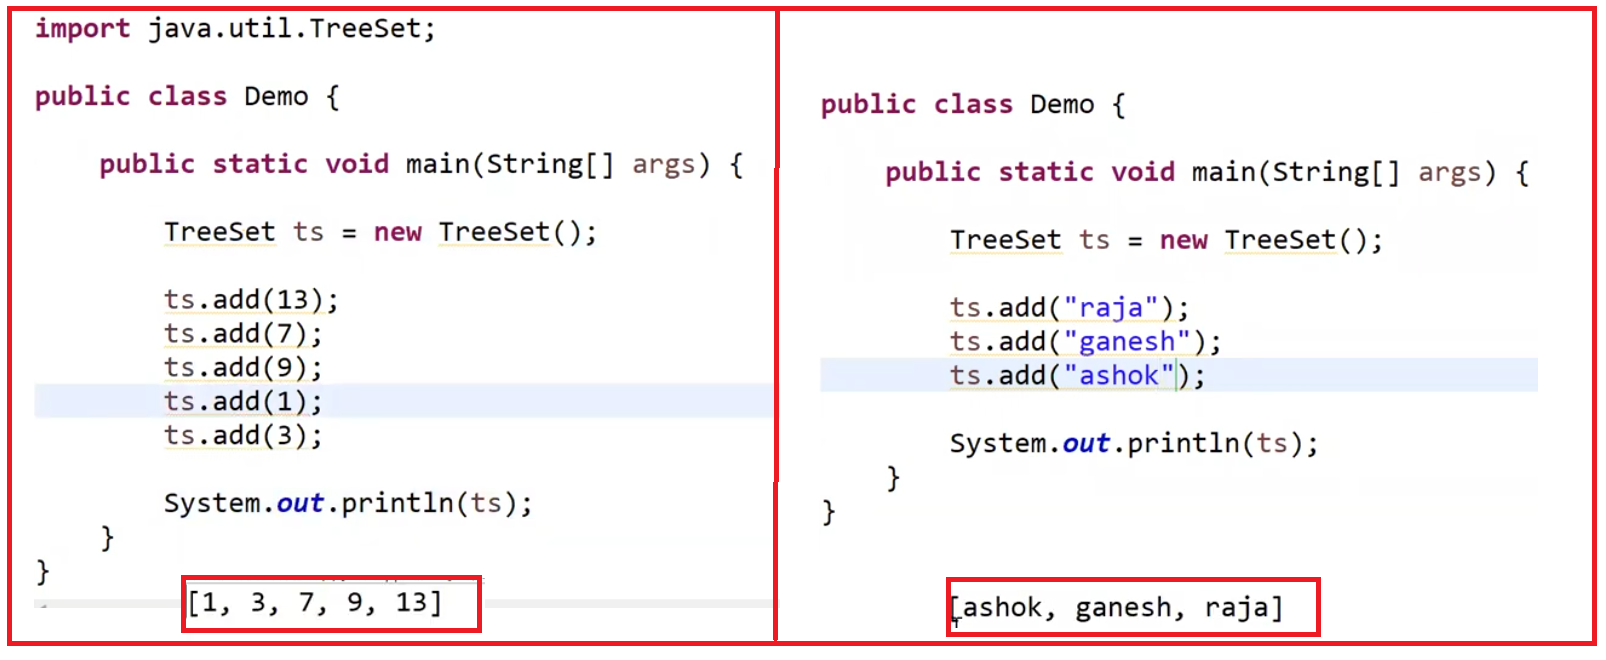 import java.util.TreeSet;
public class Demo {
public static void main(String[] args) {
TreeSet ts = new TreeSet();
ts.add(13);
ts.add(7);
ts.add(9);
ts.add(1);
ts.add(3);
System.out.println(ts);
}
}
[1, 3, 7, 9, 13]
public class Demo {
public static void main(String[] args) {
TreeSet ts = new TreeSet();
ts.add("raja");
ts.add("ganesh");
ts.add("ashok");
System.out.println(ts);
}
}
[ashok, ganesh, raja]